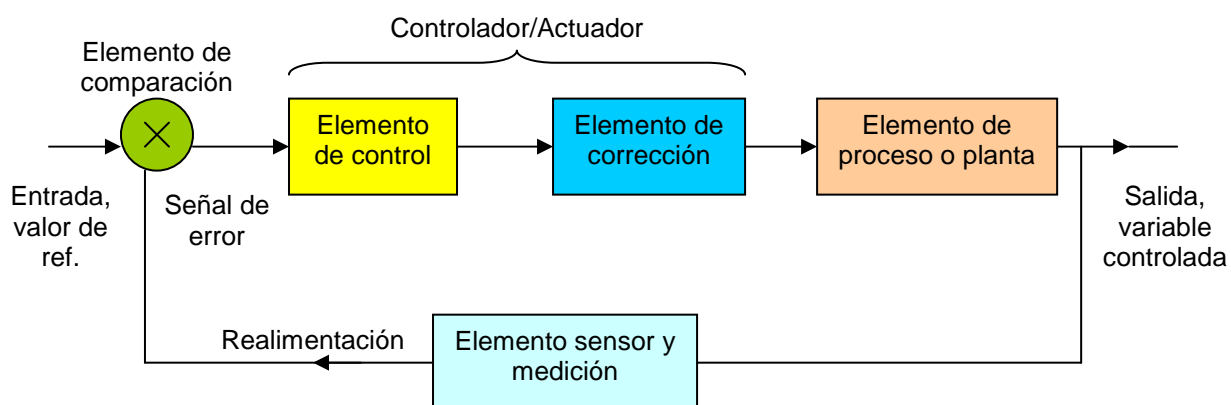 Controlador/Actuador
Elemento de
comparación
Elemento
de control
Elemento de
corrección
Elemento de
proceso o planta
Entrada,
valor de
ref.
Señal de
error
Salida,
variable
controlada
Realimentación
Elemento sensor y
medición